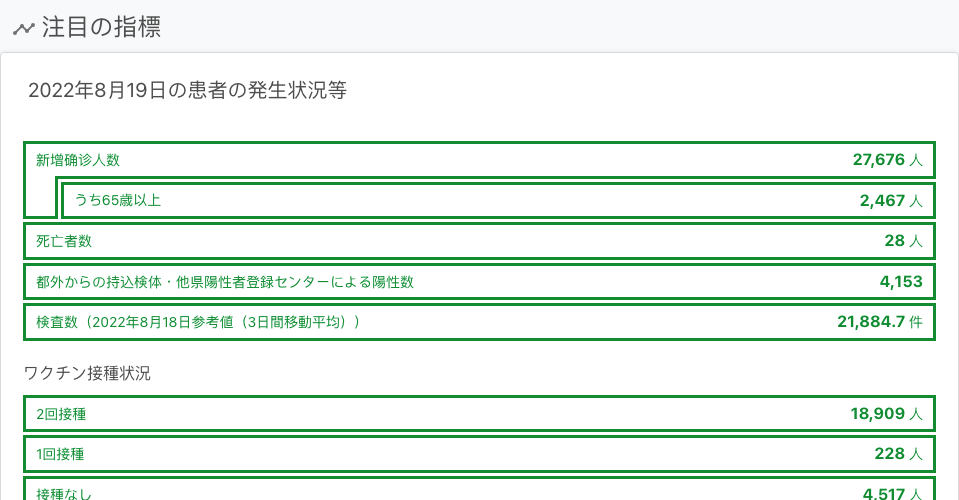 注目の指標
2022年8月19日の患者の発生状況等
新增确诊人数 27,676 人
うち65歳以上 2,467 人
死亡者数 28 人
都外からの持込検体・他県陽性者登録センターによる陽性数 4,153
検査数（2022年8月18日参考値（3日間移動平均）） 21,884.7 件
ワクチン接種状況
2回接種 18,909 人
1回接種 228 人
接種なし 4,517 人